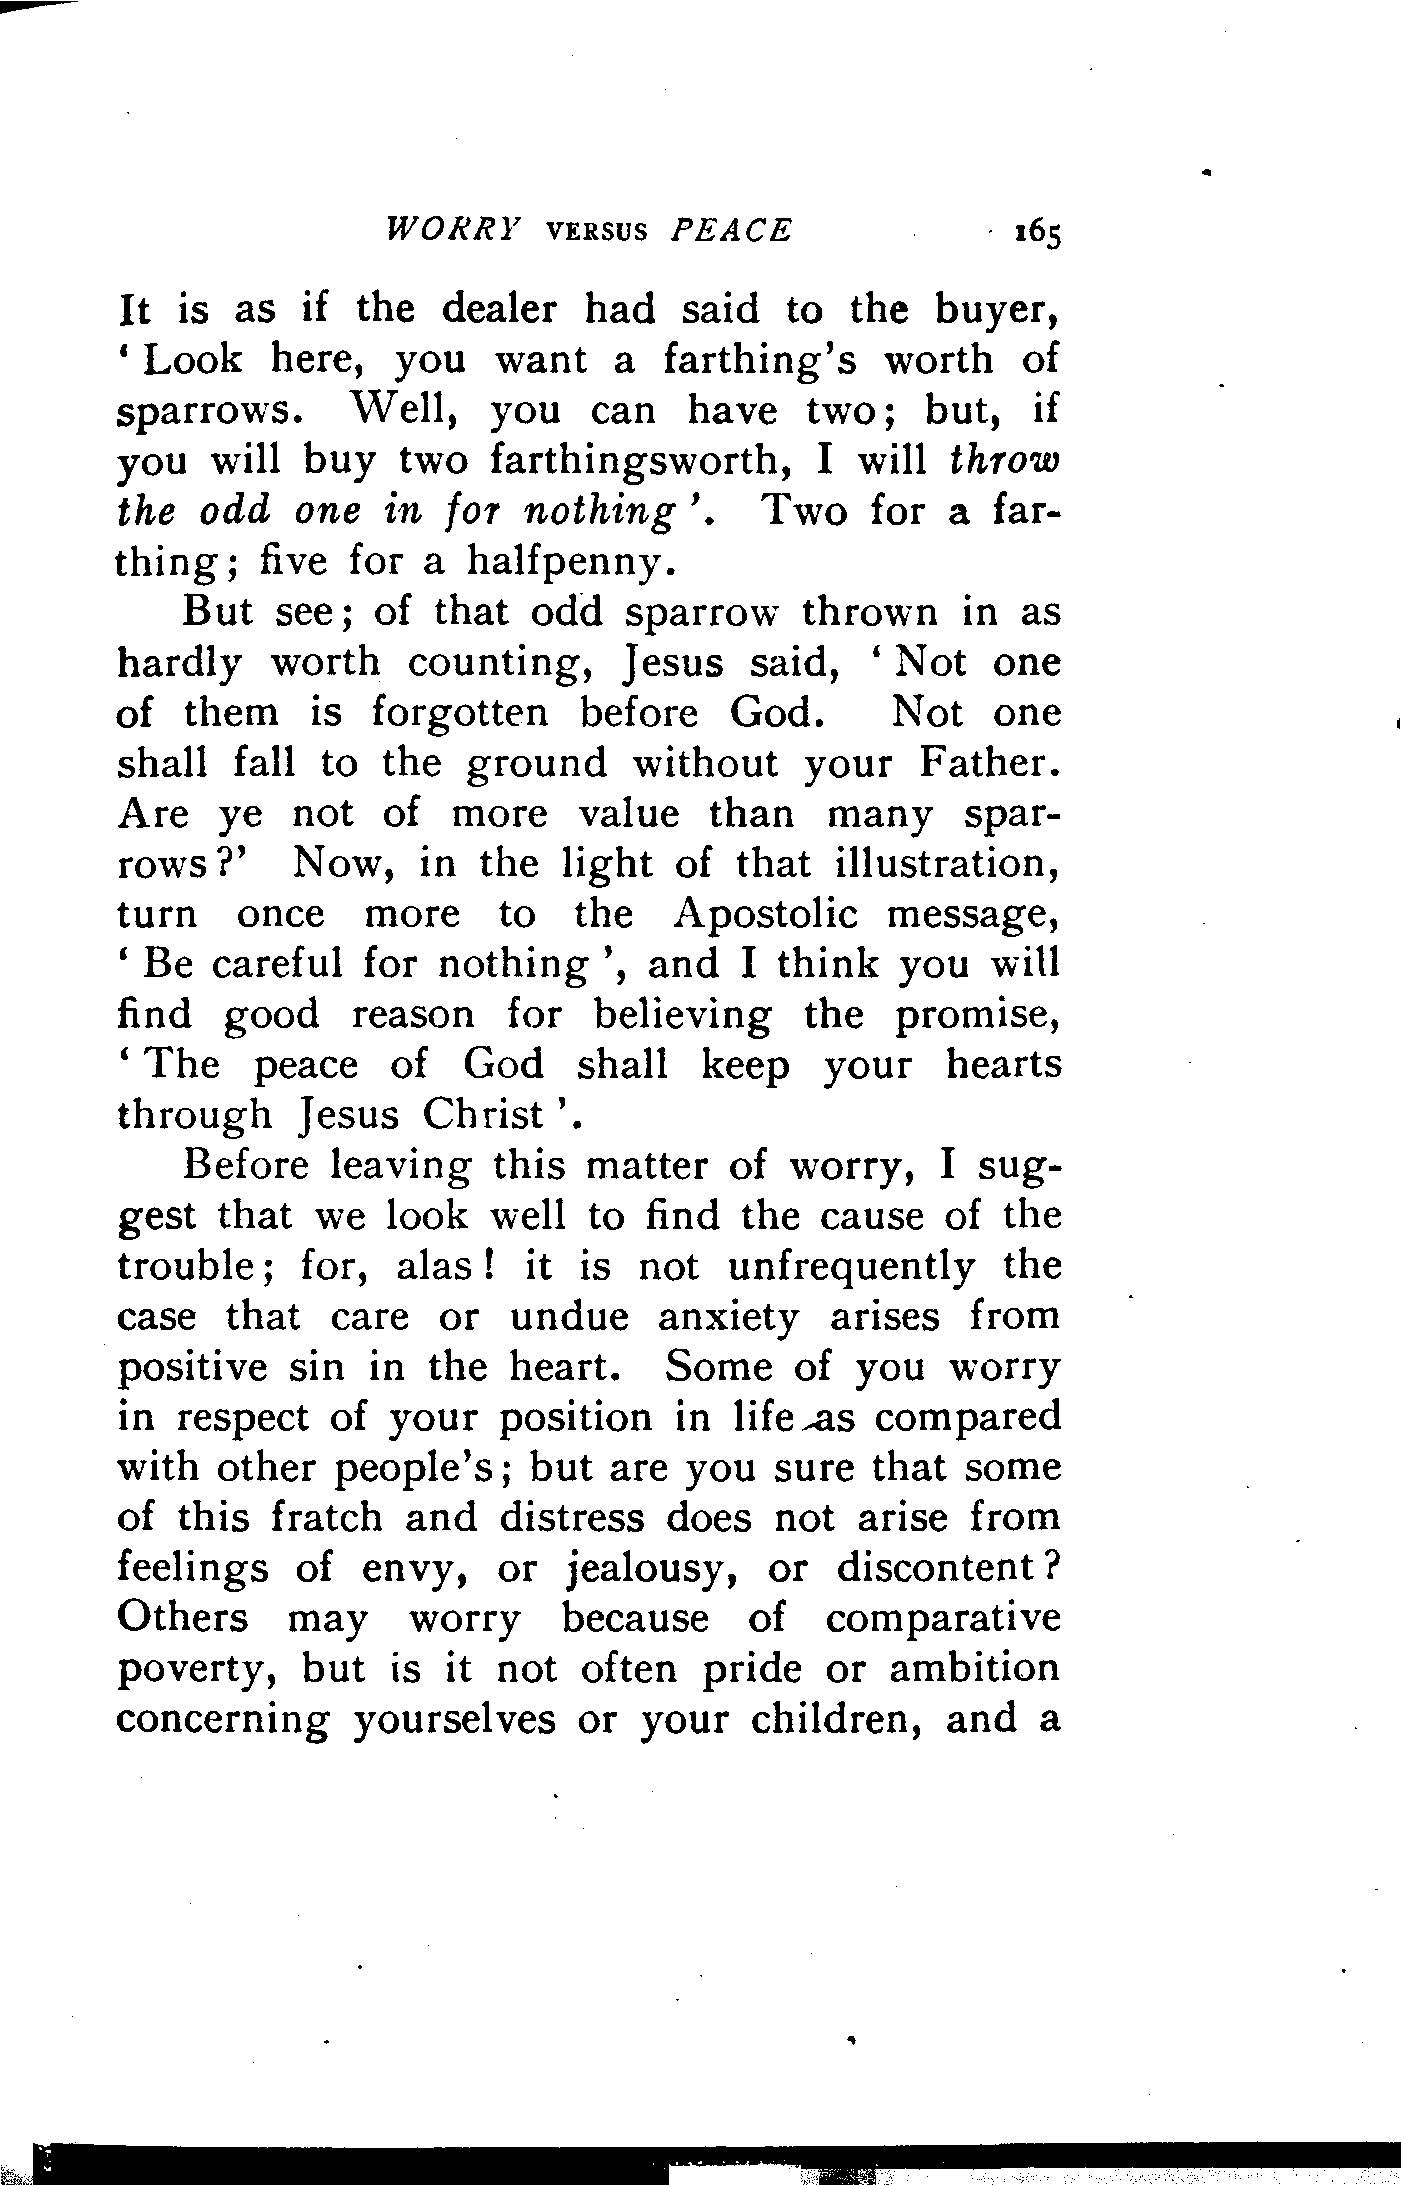 WORRY VERSUS PEACE 165
It is as if the dealer had said to the buyer,
‘ Look here, you want a farthing’s worth of
sparrows. Well, you can have two; but, if
you will buy two farthingsworth, I will throw
the odd one in for nothing ’. Two for a far-
thing; five for a halfpenny.
But see; of that odd sparrow thrown in as
hardly worth counting, Jesus said, ‘ Not one
of them is forgotten before God. Not one
shall fall to the ground without your Father.
Are ye not of more value than many spar-
rows?’ Now, in the light of that illustration,
turn once more to the Apostolic message,
‘ Be careful for nothing ’, and I think you will
find good reason for believing the promise,
‘ The peace of God shall keep your hearts
through Jesus Christ ’.
Before leaving this matter of worry, I sug-
gest that we look well to find the cause of the
trouble; for, alas! it is not unfrequently the
case that care or undue anxiety arises from
positive sin in the heart. Some of you worry
in respect of your position in life as compared
with other people’s; but are you sure that some
of this fratch and distress does not arise from
feelings of envy, or jealousy, or discontent?
Others may worry because of comparative
poverty, but is it not often pride or ambition
concerning yourselves or your children, and a